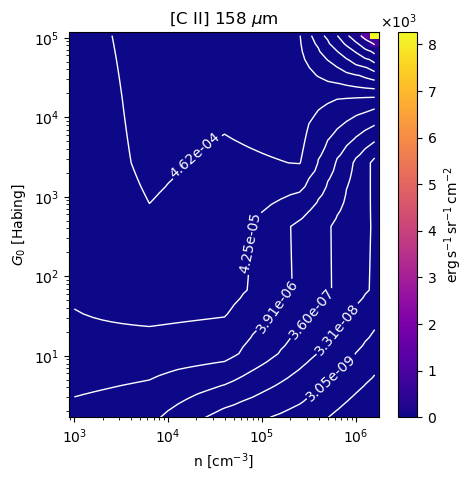 [C II] 158 μm
×10³
G₀ [Habing]
10⁵
10⁴
10³
10²
10¹
4.62e-04
4.25e-05
3.91e-06
3.60e-07
3.31e-08
3.05e-09
10³ 10⁴ 10⁵ 10⁶
n [cm⁻³]
8
7
6
5
4
3
2
1
0
erg s⁻¹ sr⁻¹ cm⁻²